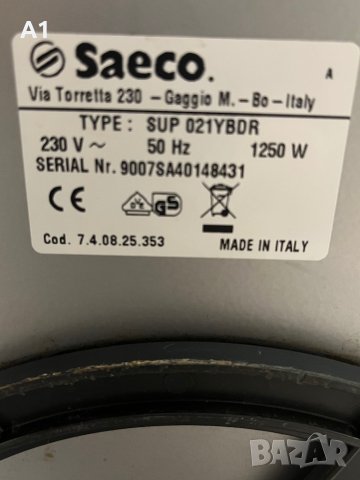 A1
Saeco.
A
Via Torretta 230 - Gaggio M. - Bo - Italy
TYPE: SUP 021YBDR
230 V ~ 50 Hz 1250 W
SERIAL Nr. 9007SA40148431
CE GS
Cod. 7.4.08.25.353 MADE IN ITALY
BAZAR